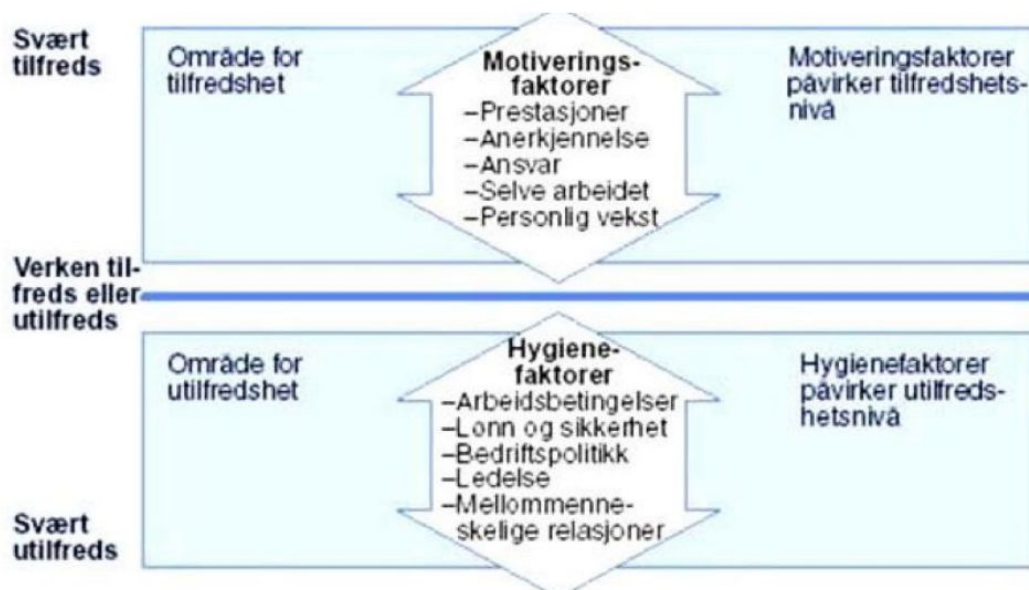 Svært
tilfreds
Område for
tilfredshet
Motiverings-
faktorer
–Prestasjoner
–Anerkjennelse
–Ansvar
–Selve arbeidet
–Personlig vekst
Motiveringsfaktorer
påvirker tilfredshets-
nivå
Verken til-
freds eller
utilfreds
Område for
utilfredshet
Hygiene-
faktorer
–Arbeidsbetingelser
–Lonn og sikkerhet
–Bedriftspolitikk
–Ledelse
–Mellommenne-
skelige relasjoner
Hygienefaktorer
påvirker utilfreds-
hetsnivå
Svært
utilfreds